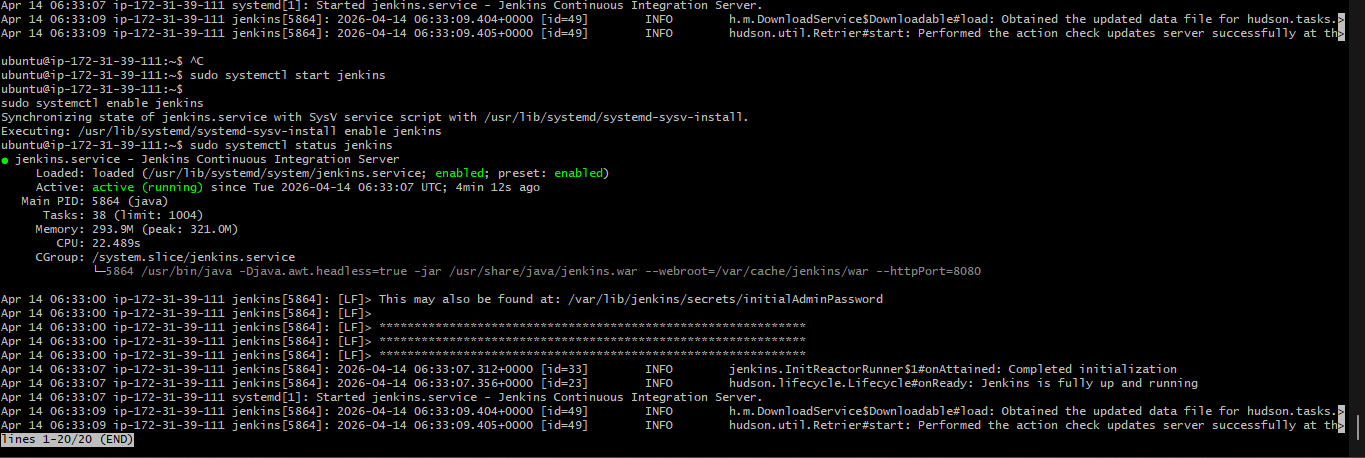 Apr 14 06:33:07 ip-172-31-39-111 systemd[1]: Started jenkins.service - Jenkins Continuous Integration Server.
Apr 14 06:33:09 ip-172-31-39-111 jenkins[5864]: 2026-04-14 06:33:09.404+0000 [id=49]        INFO        h.m.DownloadService$Downloadable#load: Obtained the updated data file for hudson.tasks.>
Apr 14 06:33:09 ip-172-31-39-111 jenkins[5864]: 2026-04-14 06:33:09.405+0000 [id=49]        INFO        hudson.util.Retrier#start: Performed the action check updates server successfully at th>
ubuntu@ip-172-31-39-111:~$ ^C
ubuntu@ip-172-31-39-111:~$ sudo systemctl start jenkins
ubuntu@ip-172-31-39-111:~$
sudo systemctl enable jenkins
Synchronizing state of jenkins.service with SysV service script with /usr/lib/systemd/systemd-sysv-install.
Executing: /usr/lib/systemd/systemd-sysv-install enable jenkins
ubuntu@ip-172-31-39-111:~$ sudo systemctl status jenkins
● jenkins.service - Jenkins Continuous Integration Server
     Loaded: loaded (/usr/lib/systemd/system/jenkins.service; enabled; preset: enabled)
     Active: active (running) since Tue 2026-04-14 06:33:07 UTC; 4min 12s ago
   Main PID: 5864 (java)
      Tasks: 38 (limit: 1004)
     Memory: 293.9M (peak: 321.0M)
        CPU: 22.489s
     CGroup: /system.slice/jenkins.service
             └─5864 /usr/bin/java -Djava.awt.headless=true -jar /usr/share/java/jenkins.war --webroot=/var/cache/jenkins/war --httpPort=8080
Apr 14 06:33:00 ip-172-31-39-111 jenkins[5864]: [LF]> This may also be found at: /var/lib/jenkins/secrets/initialAdminPassword
Apr 14 06:33:00 ip-172-31-39-111 jenkins[5864]: [LF]>
Apr 14 06:33:00 ip-172-31-39-111 jenkins[5864]: [LF]> *************************************************************
Apr 14 06:33:00 ip-172-31-39-111 jenkins[5864]: [LF]> *************************************************************
Apr 14 06:33:00 ip-172-31-39-111 jenkins[5864]: [LF]> *************************************************************
Apr 14 06:33:07 ip-172-31-39-111 jenkins[5864]: 2026-04-14 06:33:07.312+0000 [id=33]        INFO        jenkins.InitReactorRunner$1#onAttained: Completed initialization
Apr 14 06:33:07 ip-172-31-39-111 jenkins[5864]: 2026-04-14 06:33:07.356+0000 [id=23]        INFO        hudson.lifecycle.Lifecycle#onReady: Jenkins is fully up and running
Apr 14 06:33:07 ip-172-31-39-111 systemd[1]: Started jenkins.service - Jenkins Continuous Integration Server.
Apr 14 06:33:09 ip-172-31-39-111 jenkins[5864]: 2026-04-14 06:33:09.404+0000 [id=49]        INFO        h.m.DownloadService$Downloadable#load: Obtained the updated data file for hudson.tasks.>
Apr 14 06:33:09 ip-172-31-39-111 jenkins[5864]: 2026-04-14 06:33:09.405+0000 [id=49]        INFO        hudson.util.Retrier#start: Performed the action check updates server successfully at th>
lines 1-20/20 (END)